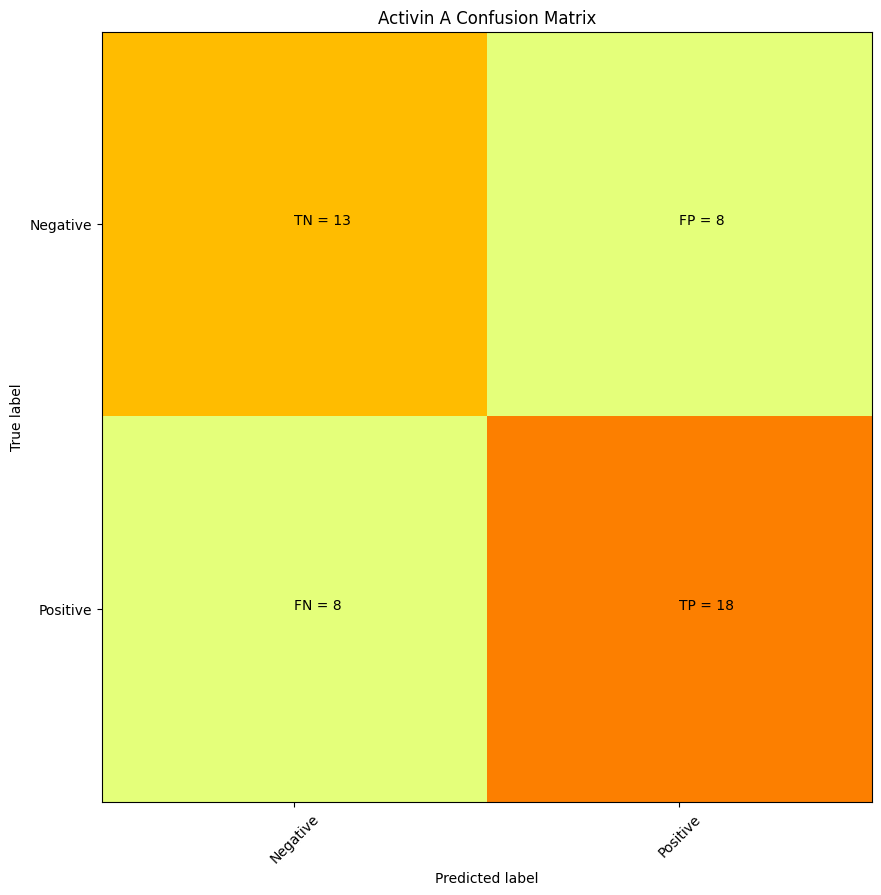 Activin A Confusion Matrix
Negative
TN = 13
FP = 8
True label
Positive
FN = 8
TP = 18
Negative
Positive
Predicted label